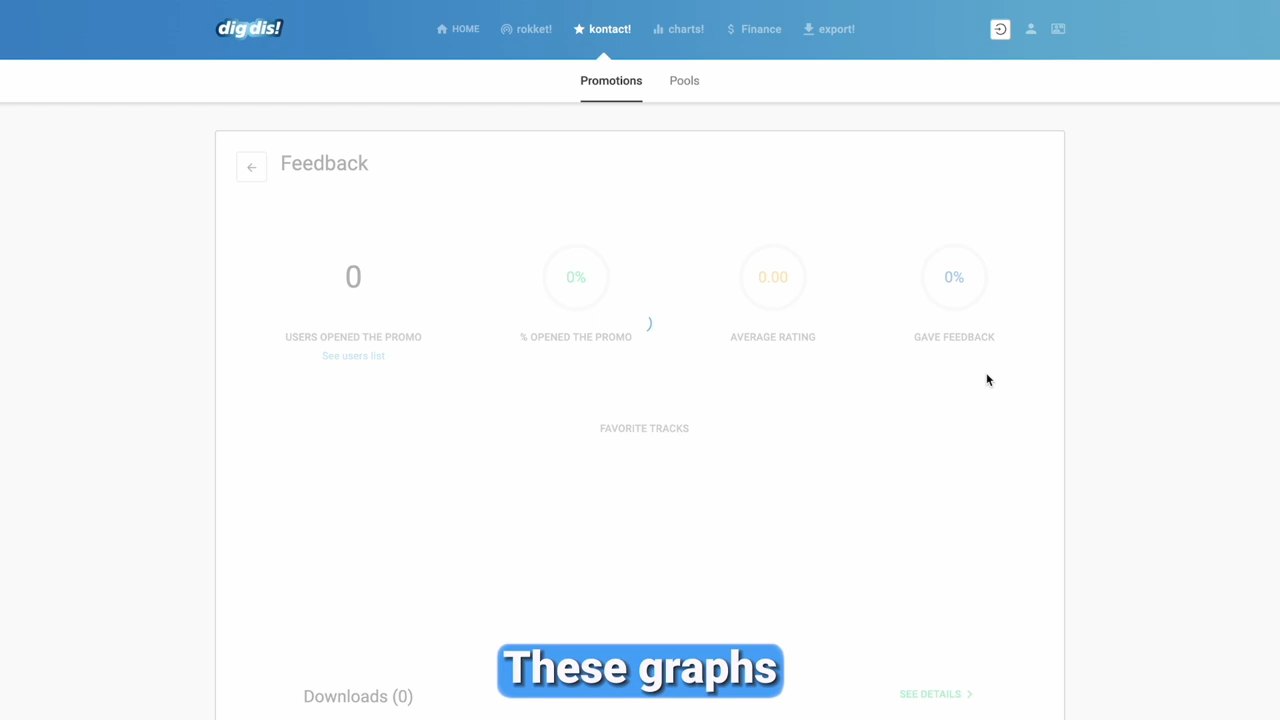 dig dis!
HOME
rokket!
kontact!
charts!
$ Finance
export!
Promotions
Pools
Feedback
0
0%
0.00
0%
USERS OPENED THE PROMO
% OPENED THE PROMO
AVERAGE RATING
GAVE FEEDBACK
See users list
FAVORITE TRACKS
These graphs
Downloads (0)
SEE DETAILS